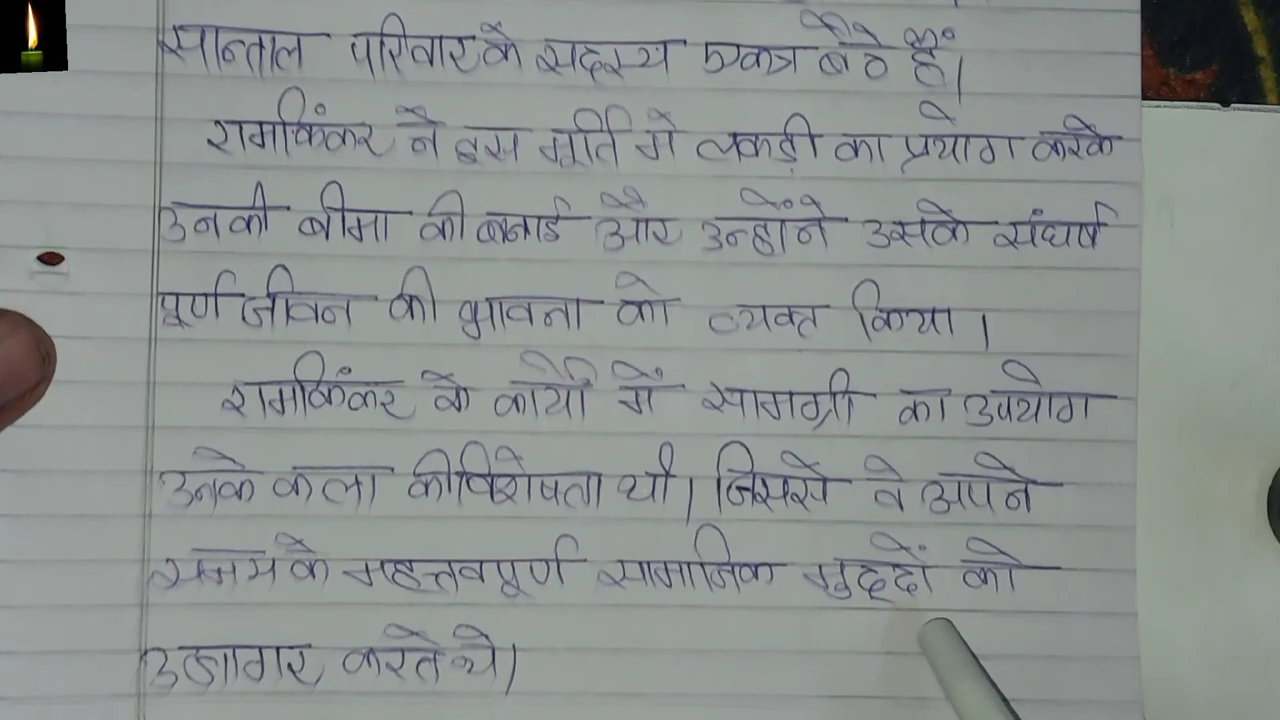 सान्ताल परिवार के सदस्य एकत्र बैठे हैं।
रामकिंकर ने इस मूर्ति में लकड़ी का प्रयोग करके
उनकी बीमा की बनाई और उन्होंने उसके संघर्ष
पूर्ण जीवन की भावना को व्यक्त किया।
रामकिंकर के कार्यो में सामग्री का उपयोग
उनके कला की विशेषता थी। जिससे वे अपने
समय के महत्तवपूर्ण सामाजिक मुद्दों को
उजागर करते थे।